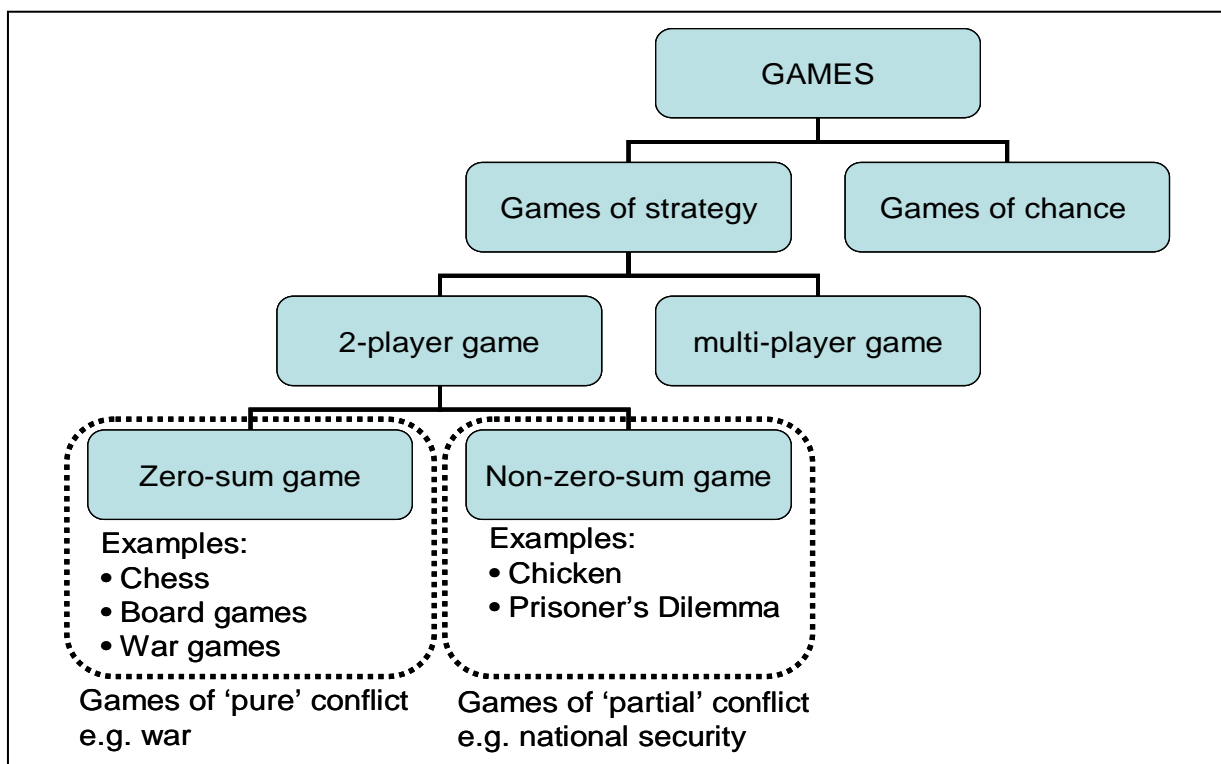 GAMES
Games of strategy
Games of chance
2-player game
multi-player game
Zero-sum game
Examples:
• Chess
• Board games
• War games
Games of ‘pure’ conflict
e.g. war
Non-zero-sum game
Examples:
• Chicken
• Prisoner’s Dilemma
Games of ‘partial’ conflict
e.g. national security